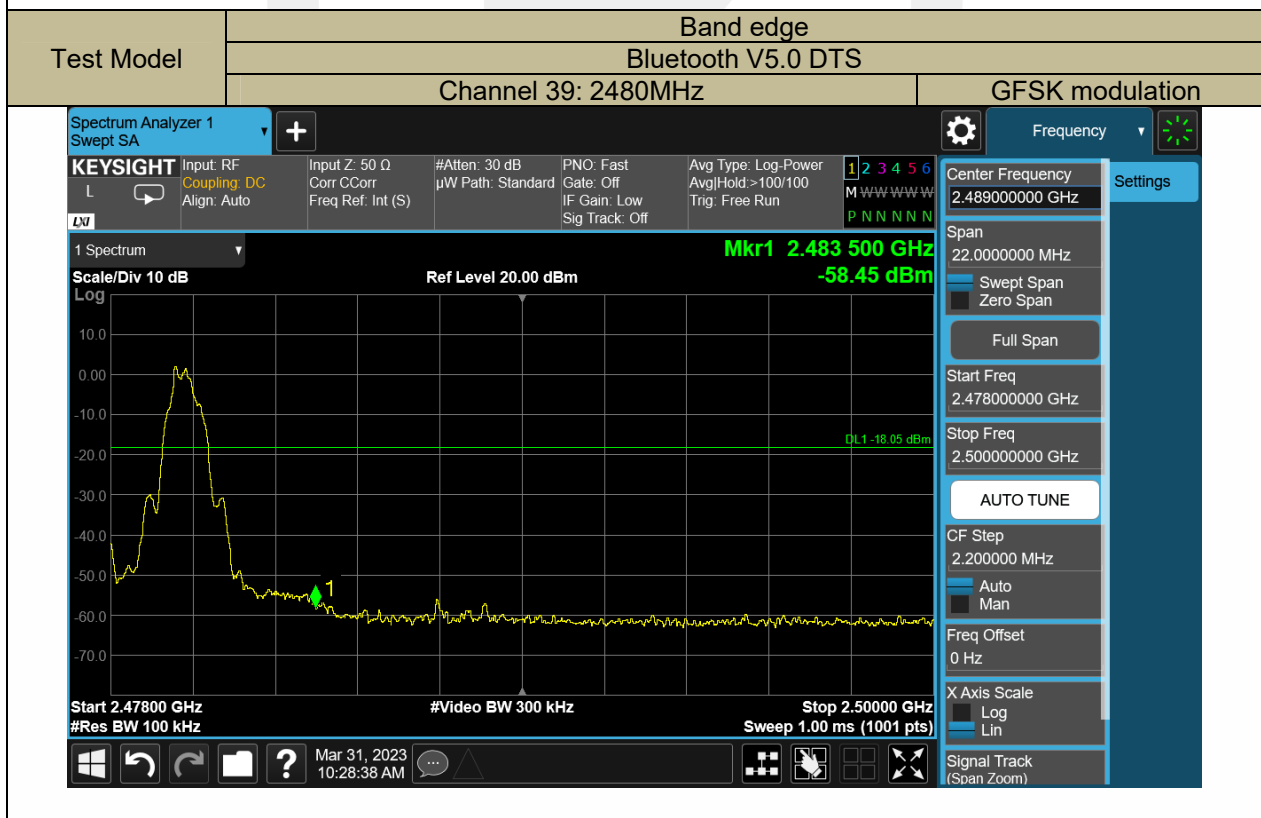 Test Model
Band edge
Bluetooth V5.0 DTS
Channel 39: 2480MHz
GFSK modulation
Spectrum Analyzer 1
Swept SA
Frequency
KEYSIGHT
L
LXI
Input: RF
Coupling: DC
Align: Auto
Input Z: 50 Ω
Corr CCorr
Freq Ref: Int (S)
#Atten: 30 dB
µW Path: Standard
PNO: Fast
Gate: Off
IF Gain: Low
Sig Track: Off
Avg Type: Log-Power
Avg|Hold:>100/100
Trig: Free Run
1 2 3 4 5 6
M W W W W W
P N N N N N
1 Spectrum
Mkr1 2.483 500 GHz
Scale/Div 10 dB
Ref Level 20.00 dBm
-58.45 dBm
Log
10.0
0.00
-10.0
DL1 -18.05 dBm
-20.0
-30.0
-40.0
-50.0
1
-60.0
-70.0
Start 2.47800 GHz
#Video BW 300 kHz
Stop 2.50000 GHz
#Res BW 100 kHz
Sweep 1.00 ms (1001 pts)
Mar 31, 2023
10:28:38 AM
Center Frequency
2.489000000 GHz
Settings
Span
22.0000000 MHz
Swept Span
Zero Span
Full Span
Start Freq
2.478000000 GHz
Stop Freq
2.500000000 GHz
AUTO TUNE
CF Step
2.200000 MHz
Auto
Man
Freq Offset
0 Hz
X Axis Scale
Log
Lin
Signal Track
(Span Zoom)